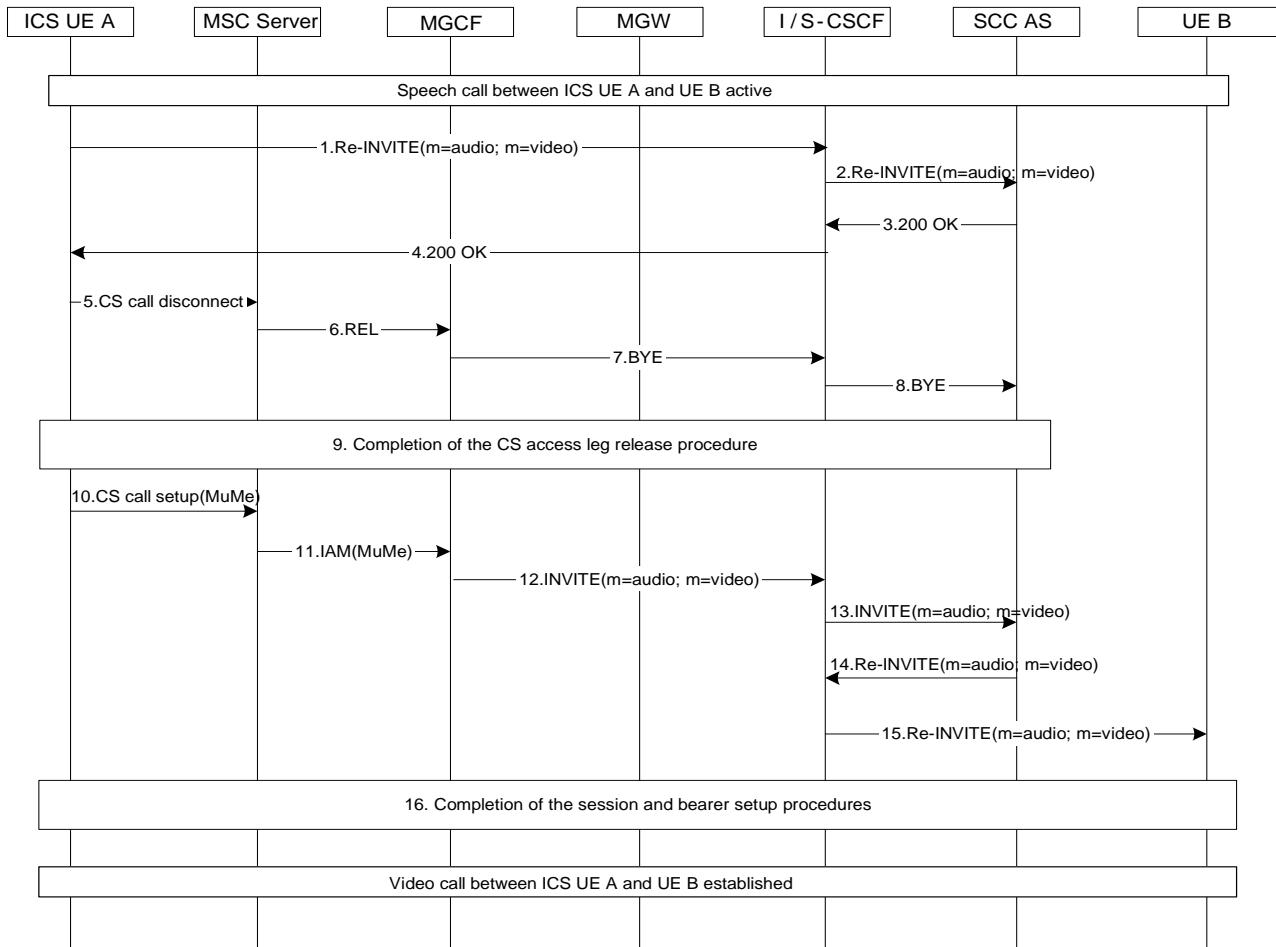 ICS UE A
MSC Server
MGCF
MGW
I / S-CSCF
SCC AS
UE B
Speech call between ICS UE A and UE B active
1.Re-INVITE(m=audio; m=video)
2.Re-INVITE(m=audio; m=video)
3.200 OK
4.200 OK
5.CS call disconnect
6.REL
7.BYE
8.BYE
9. Completion of the CS access leg release procedure
10.CS call setup(MuMe)
11.IAM(MuMe)
12.INVITE(m=audio; m=video)
13.INVITE(m=audio; m=video)
14.Re-INVITE(m=audio; m=video)
15.Re-INVITE(m=audio; m=video)
16. Completion of the session and bearer setup procedures
Video call between ICS UE A and UE B established